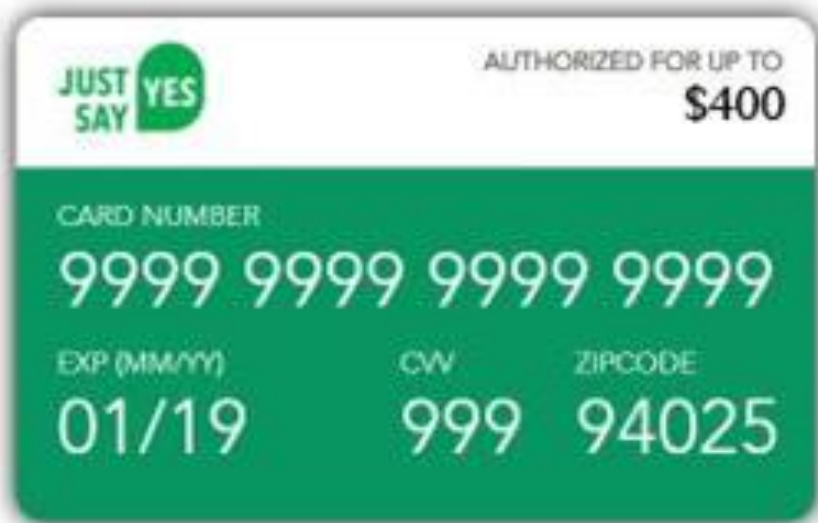 JUST SAY YES
AUTHORIZED FOR UP TO
$400
CARD NUMBER
9999 9999 9999 9999
EXP (MM/YY) CVV ZIPCODE
01/19 999 94025